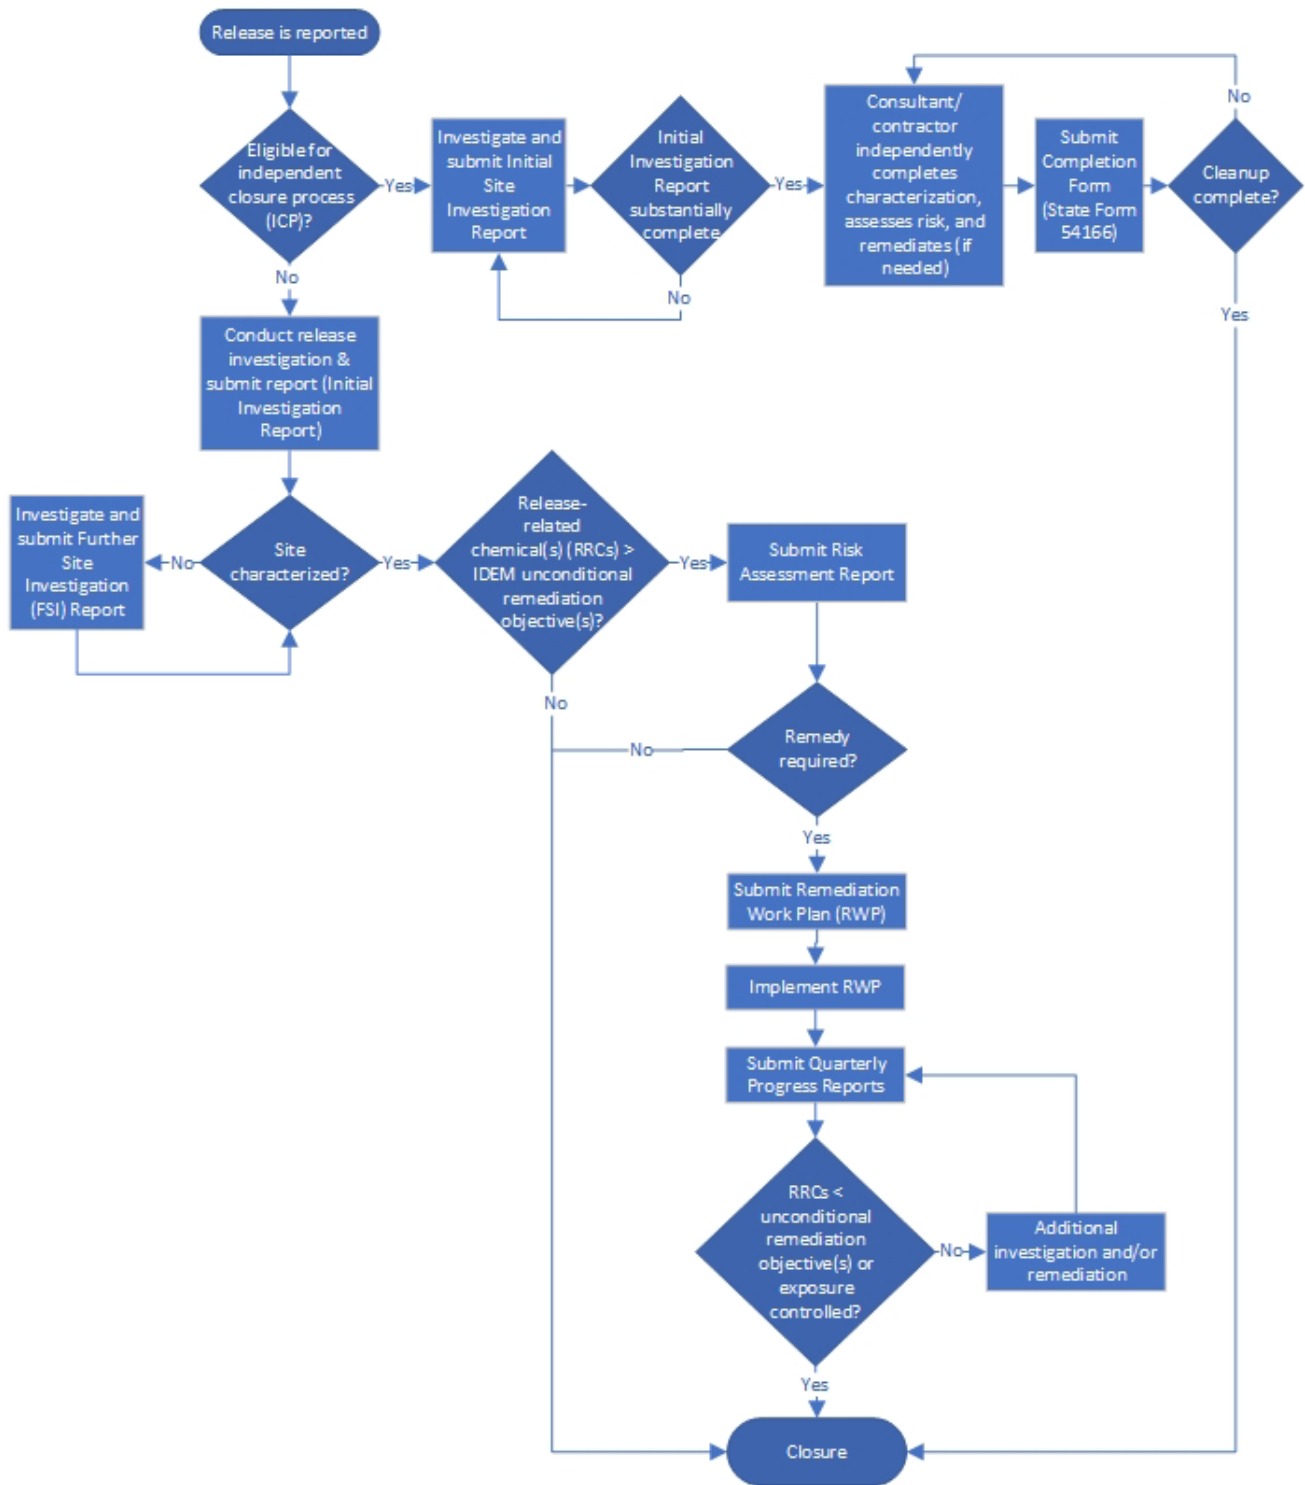 Release is reported
Eligible for
independent
closure process
(ICP)?
Yes
Investigate and
submit Initial
Site
Investigation
Report
Initial
Investigation
Report
substantially
complete
No
Yes
Consultant/
contractor
independently
completes
characterization,
assesses risk, and
remediates (if
needed)
Submit
Completion
Form
(State Form
54166)
Cleanup
complete?
No
Yes
No
Conduct release
investigation &
submit report (Initial
Investigation
Report)
Site
characterized?
No
Investigate and
submit Further
Site
Investigation
(FSI) Report
Yes
Release-
related
chemical(s) (RRCs) >
IDEM unconditional
remediation
objective(s)?
No
Yes
Submit Risk
Assessment Report
Remedy
required?
No
Yes
Submit Remediation
Work Plan (RWP)
Implement RWP
Submit Quarterly
Progress Reports
RRCs <
unconditional
remediation
objective(s) or
exposure
controlled?
No
Additional
investigation and/or
remediation
Yes
Closure